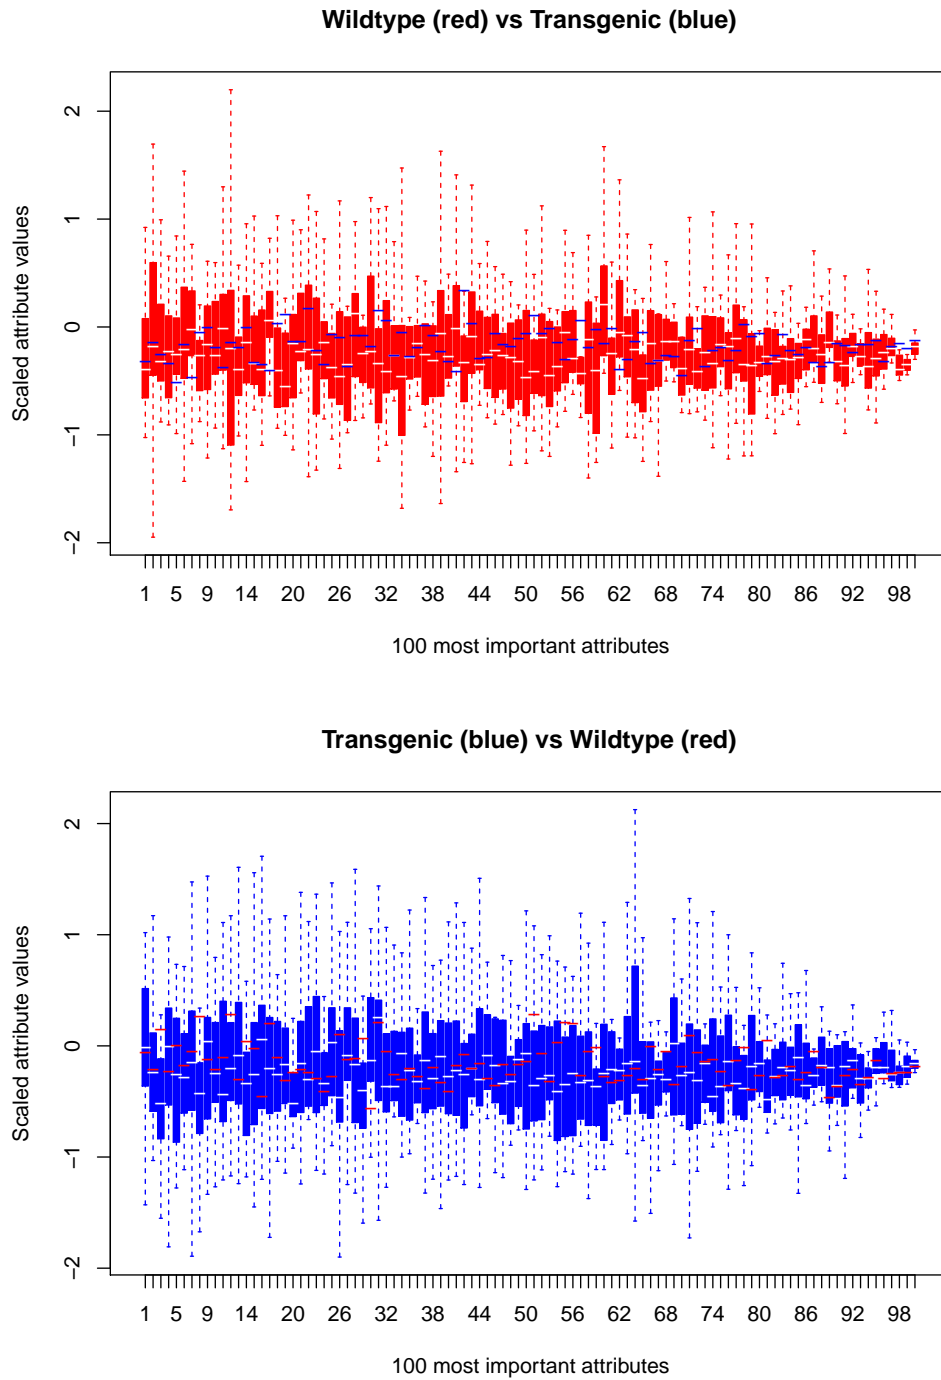 Wildtype (red) vs Transgenic (blue)
2
1
0
−1
−2
Scaled attribute values
1 5 9 14 20 26 32 38 44 50 56 62 68 74 80 86 92 98
100 most important attributes
Transgenic (blue) vs Wildtype (red)
2
1
0
−1
−2
Scaled attribute values
1 5 9 14 20 26 32 38 44 50 56 62 68 74 80 86 92 98
100 most important attributes